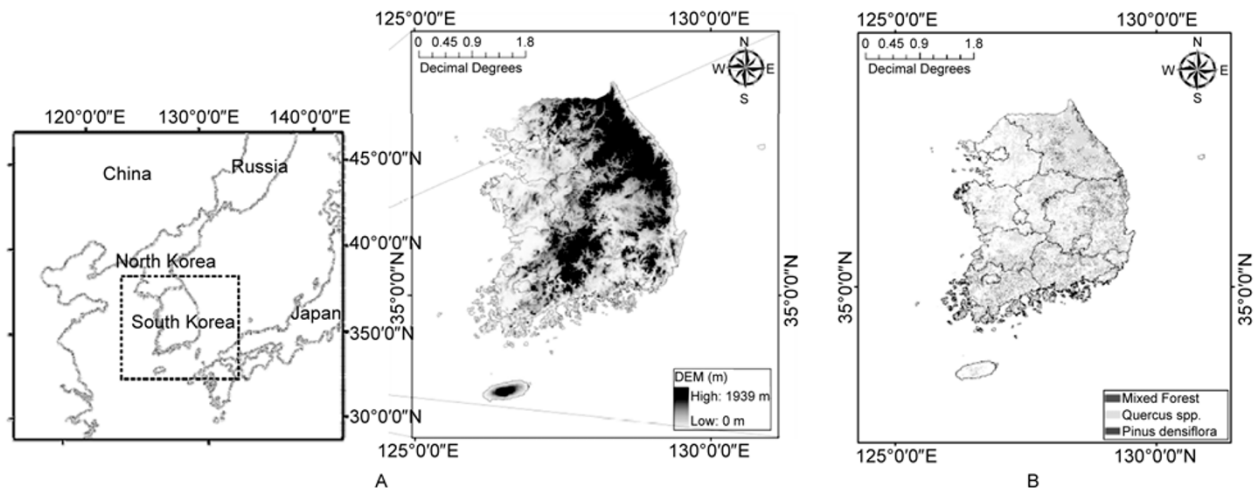 120°0'0"E 130°0'0"E 140°0'0"E
China
Russia
North Korea
South Korea
Japan
45°0'0"N
40°0'0"N
350°0'0"N
30°0'0"N
125°0'0"E 130°0'0"E
0 0.45 0.9 1.8
Decimal Degrees
N
W E
S
35°0'0"N
35°0'0"N
DEM (m)
High: 1939 m
Low: 0 m
125°0'0"E 130°0'0"E
A
125°0'0"E 130°0'0"E
0 0.45 0.9 1.8
Decimal Degrees
N
W E
S
35°0'0"N
35°0'0"N
Mixed Forest
Quercus spp.
Pinus densiflora
125°0'0"E 130°0'0"N
B